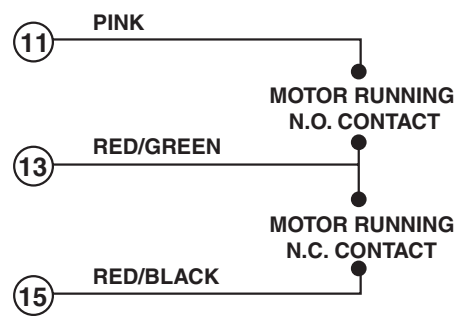 PINK
11
MOTOR RUNNING
N.O. CONTACT
RED/GREEN
13
MOTOR RUNNING
N.C. CONTACT
RED/BLACK
15